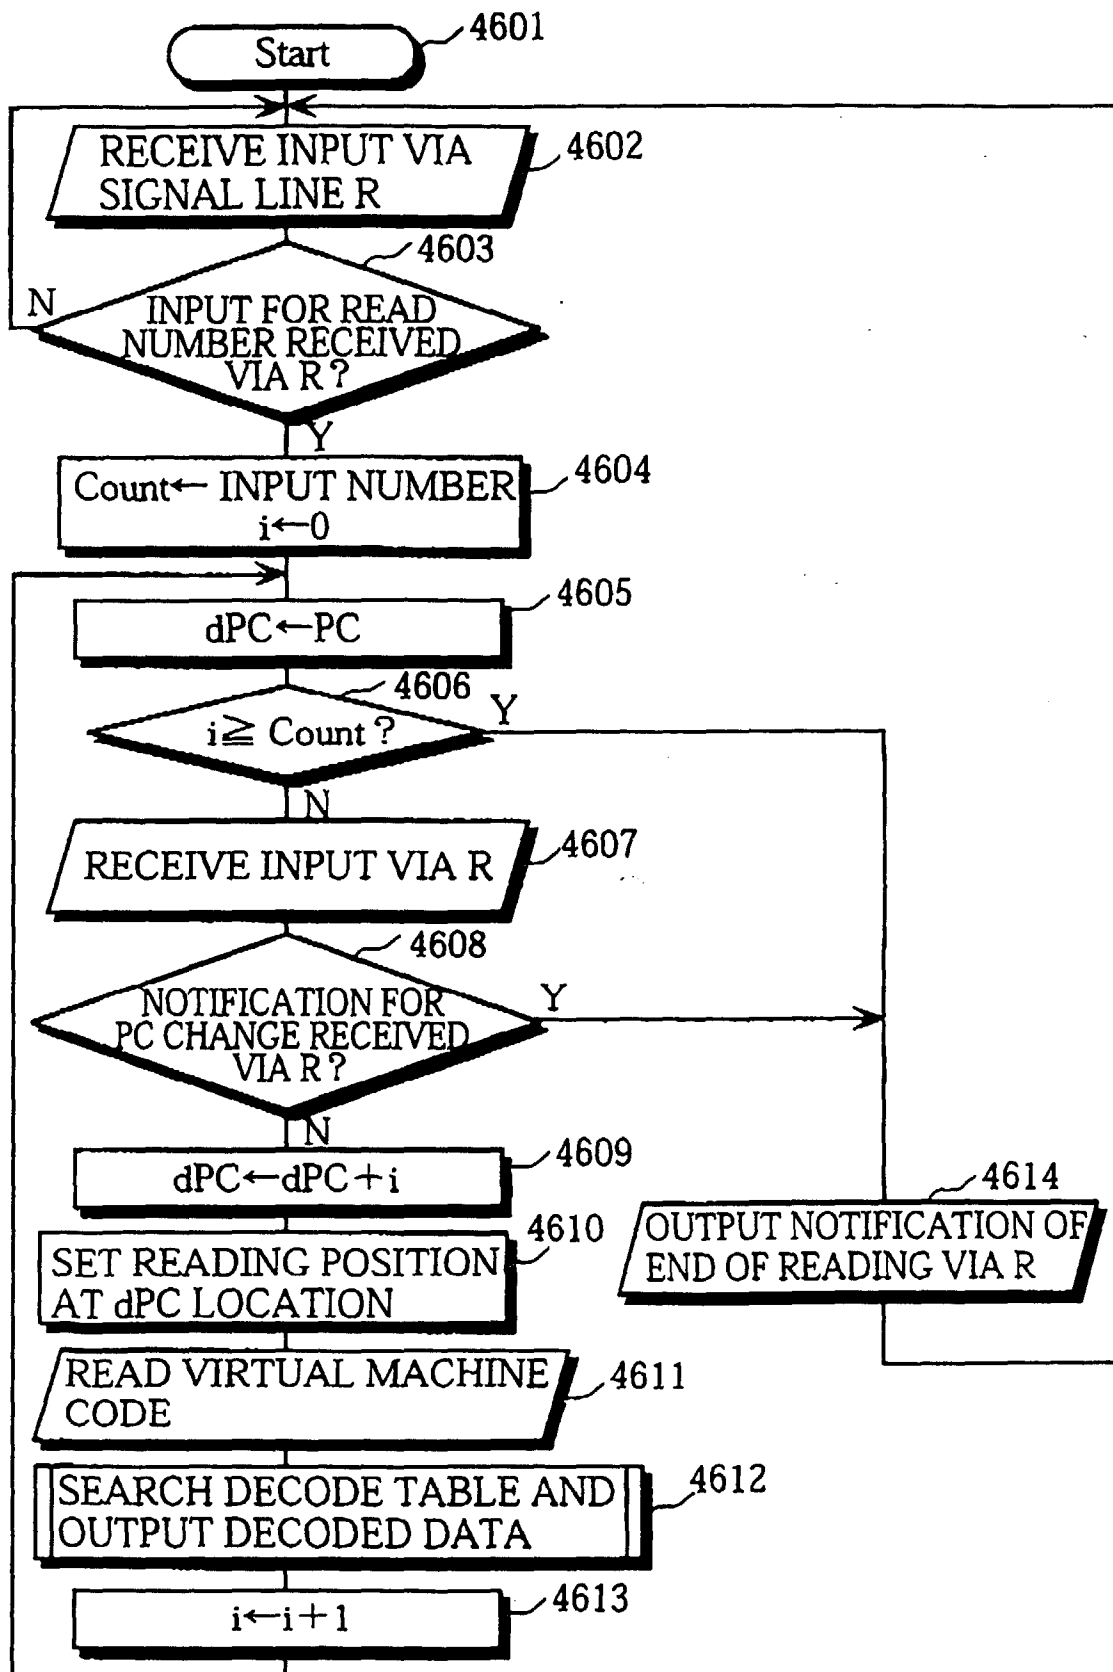 Start
4601
RECEIVE INPUT VIA
SIGNAL LINE R
4602
4603
N
INPUT FOR READ
NUMBER RECEIVED
VIA R?
Y
Count← INPUT NUMBER
i←0
4604
4605
dPC←PC
4606
i≧ Count?
Y
N
RECEIVE INPUT VIA R
4607
4608
NOTIFICATION FOR
PC CHANGE RECEIVED
VIA R?
Y
N
dPC←dPC+i
4609
4610
SET READING POSITION
AT dPC LOCATION
4614
OUTPUT NOTIFICATION OF
END OF READING VIA R
READ VIRTUAL MACHINE
CODE
4611
SEARCH DECODE TABLE AND
OUTPUT DECODED DATA
4612
i←i+1
4613